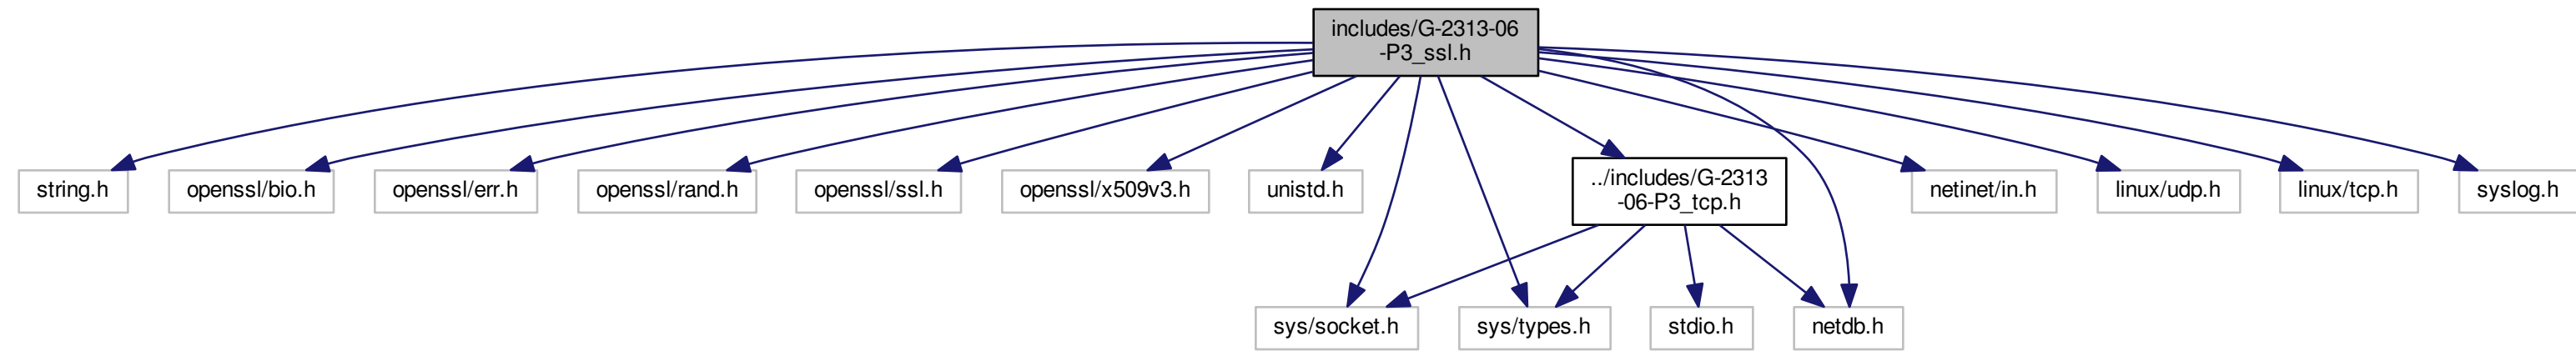 includes/G-2313-06
-P3_ssl.h
string.h
openssl/bio.h
openssl/err.h
openssl/rand.h
openssl/ssl.h
openssl/x509v3.h
unistd.h
../includes/G-2313
-06-P3_tcp.h
netinet/in.h
linux/udp.h
linux/tcp.h
syslog.h
sys/socket.h
sys/types.h
stdio.h
netdb.h